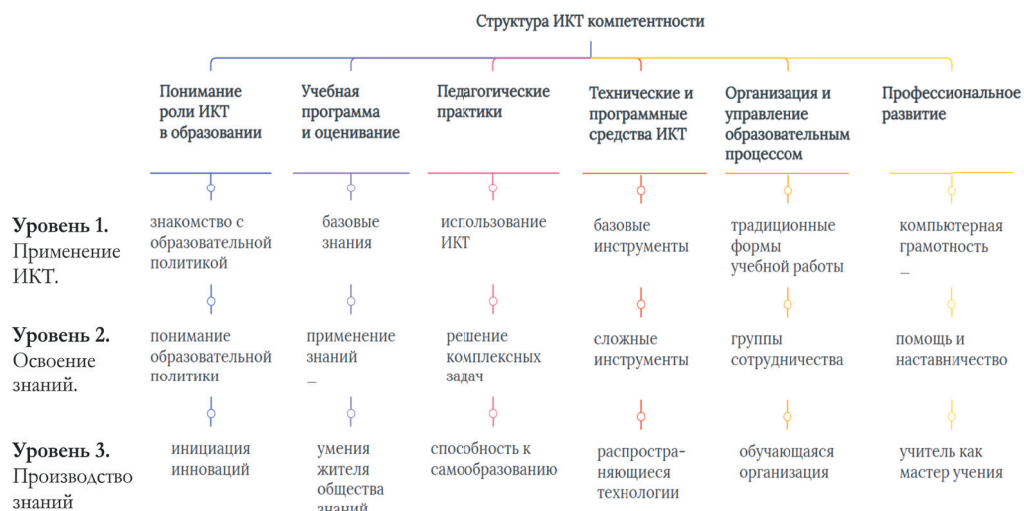 Структура ИКТ компетентности
Понимание
роли ИКТ
в образовании
Учебная
программа
и оценивание
Педагогические
практики
Технические и
программные
средства ИКТ
Организация и
управление
образовательным
процессом
Профессиональное
развитие
Уровень 1.
Применение
ИКТ.
знакомство с
образовательной
политикой
базовые
знания
использование
ИКТ
базовые
инструменты
традиционные
формы
учебной работы
компьютерная
грамотность
–
Уровень 2.
Освоение
знаний.
понимание
образовательной
политики
применение
знаний
–
решение
комплексных
задач
сложные
инструменты
группы
сотрудничества
помощь и
наставничество
Уровень 3.
Производство
знаний
инициация
инноваций
умения
жителя
общества
знаний
способность к
самообразованию
распростра-
няющиеся
технологии
обучающаяся
организация
учитель как
мастер учения